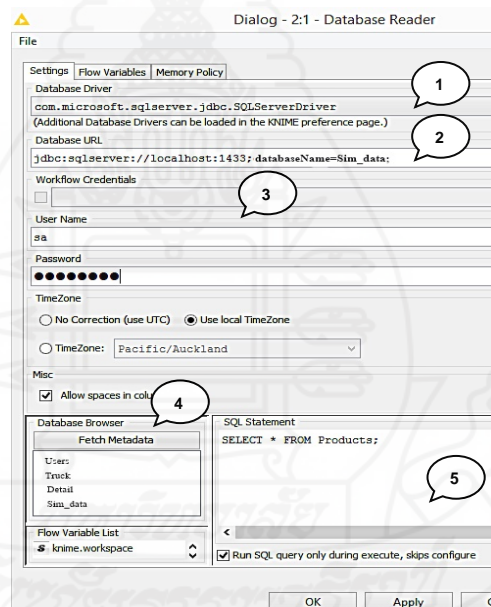 Dialog - 2:1 - Database Reader
File
Settings Flow Variables Memory Policy
Database Driver
1
com.microsoft.sqlserver.jdbc.SQLServerDriver
(Additional Database Drivers can be loaded in the KNIME preference page.)
Database URL
2
jdbc:sqlserver://localhost:1433; databaseName=Sim_data;
Workflow Credentials
3
User Name
sa
Password
TimeZone
No Correction (use UTC) Use local TimeZone
TimeZone: Pacific/Auckland
Misc
Allow spaces in colu
4
Database Browser
Fetch Metadata
Users
Truck
Detail
Sim_data
Flow Variable List
s knime.workspace
SQL Statement
SELECT * FROM Products;
5
Run SQL query only during execute, skips configure
OK Apply